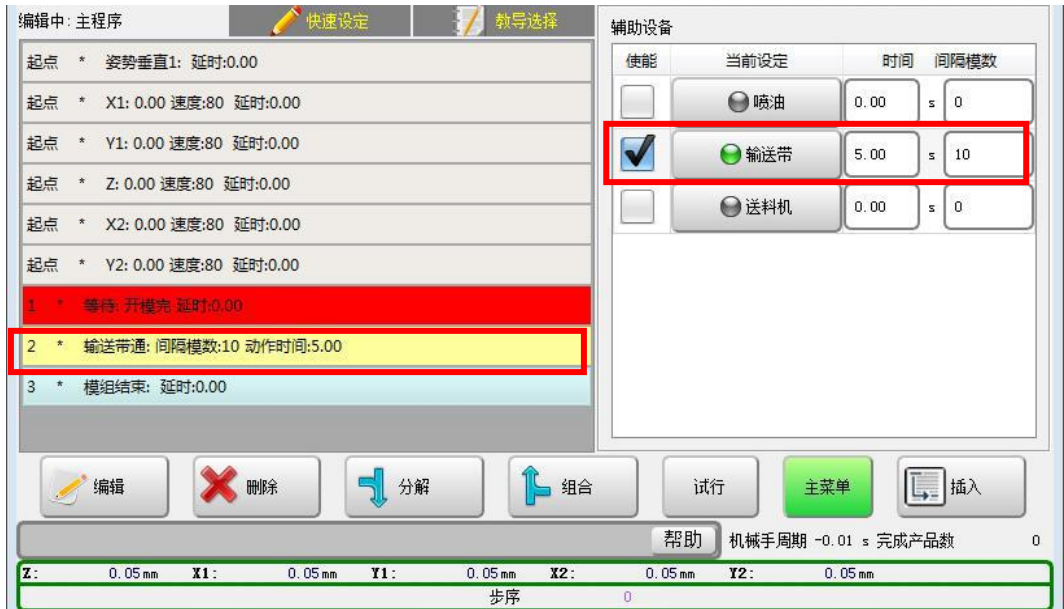 编辑中: 主程序
快速设定
教导选择
起点 * 姿势垂直1: 延时:0.00
起点 * X1: 0.00 速度:80 延时:0.00
起点 * Y1: 0.00 速度:80 延时:0.00
起点 * Z: 0.00 速度:80 延时:0.00
起点 * X2: 0.00 速度:80 延时:0.00
起点 * Y2: 0.00 速度:80 延时:0.00
1 * 等待: 开模完 延时:0.00
2 * 输送带通: 间隔模数:10 动作时间:5.00
3 * 模组结束: 延时:0.00
辅助设备
使能 当前设定 时间 间隔模数
喷油 0.00 s 0
输送带 5.00 s 10
送料机 0.00 s 0
编辑 删除 分解 组合 试行 主菜单 插入
帮助 机械手周期 -0.01 s 完成产品数 0
Z: 0.05mm X1: 0.05mm Y1: 0.05mm X2: 0.05mm Y2: 0.05mm
步序 0